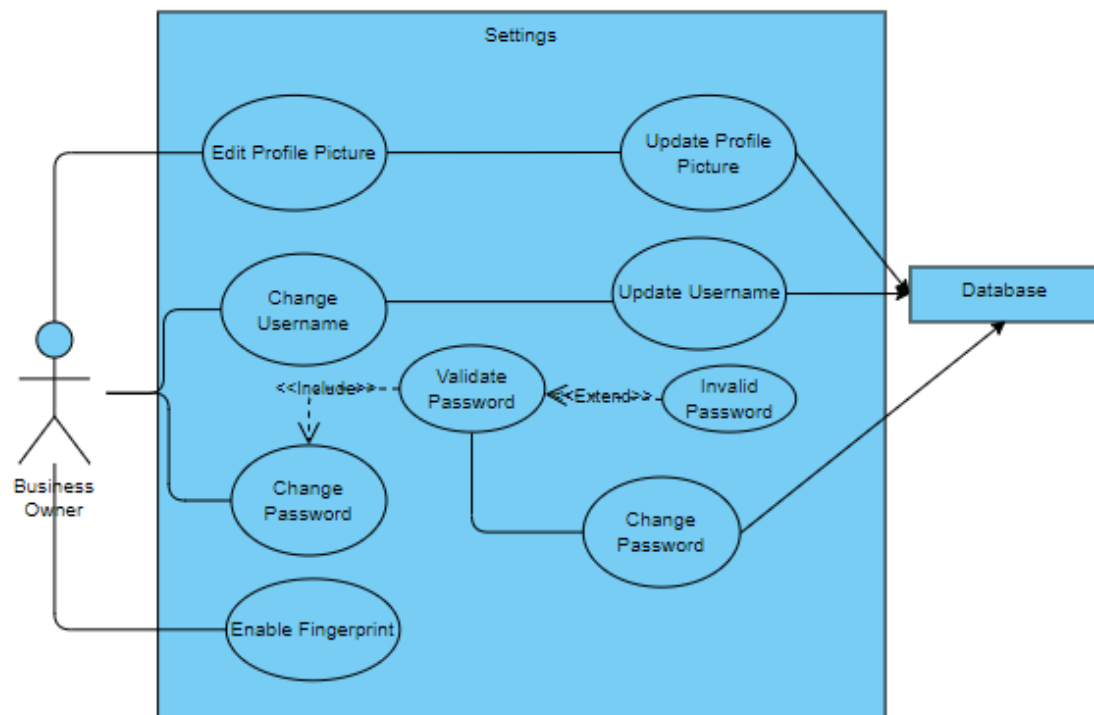 Settings
Edit Profile Picture
Update Profile
Picture
Change
Username
Update Username
Database
<<Include>>
Validate
Password
<<Extend>>
Invalid
Password
Business
Owner
Change
Password
Change
Password
Enable Fingerprint